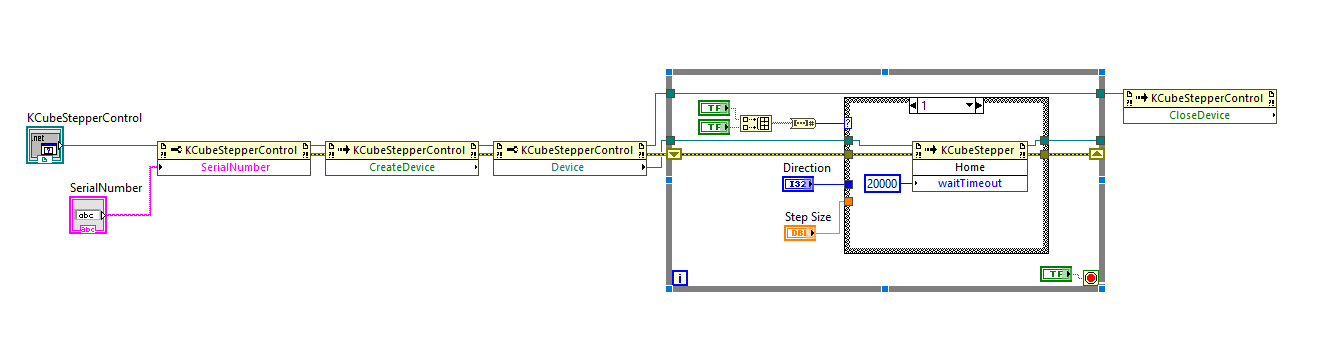 KCubeStepperControl
.net
KCubeStepperControl
SerialNumber
KCubeStepperControl
CreateDevice
KCubeStepperControl
Device
SerialNumber
abc
abc
TF
TF
1
?
KCubeStepper
Home
waitTimeout
20000
Direction
I32
Step Size
DBL
i
TF
KCubeStepperControl
CloseDevice